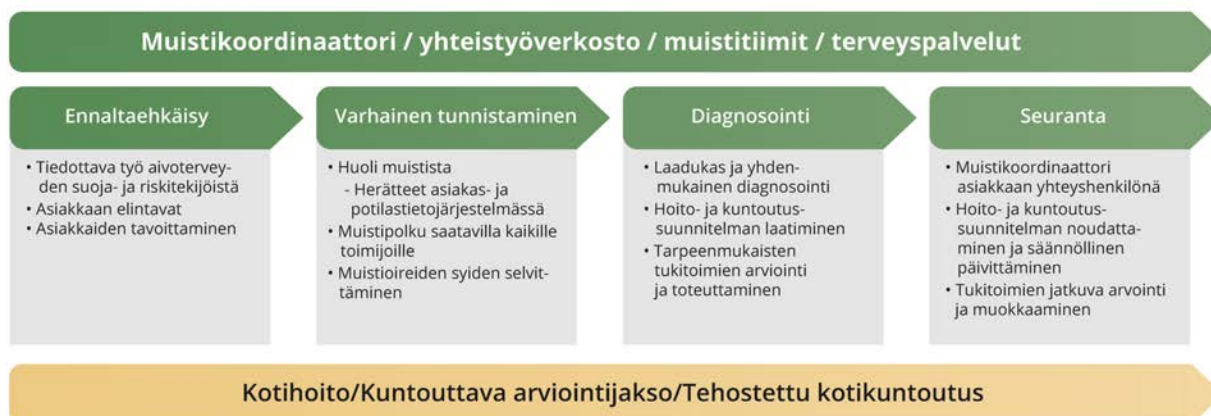 Muistikoordinaattori / yhteistyöverkosto / muistitiimit / terveyspalvelut
Ennaltaehkäisy
• Tiedottava työ aivotervey-
den suoja- ja riskitekijöistä
• Asiakkaan elintavat
• Asiakkaiden tavoittaminen
Varhainen tunnistaminen
• Huoli muistista
- Herätteet asiakas- ja
potilastietojärjestelmässä
• Muistipolku saatavilla kaikille
toimijoille
• Muistioireiden syiden selvit-
täminen
Diagnosointi
• Laadukas ja yhden-
mukainen diagnosointi
• Hoito- ja kuntoutus-
suunnitelman laatiminen
• Tarpeenmukaisten
tukitoimien arviointi
ja toteuttaminen
Seuranta
• Muistikoordinaattori
asiakkaan yhteyshenkilönä
• Hoito- ja kuntoutus-
suunnitelman noudatta-
minen ja säännöllinen
päivittäminen
• Tukitoimien jatkuva arvointi
ja muokkaaminen
Kotihoito/Kuntouttava arviointijakso/Tehostettu kotikuntoutus